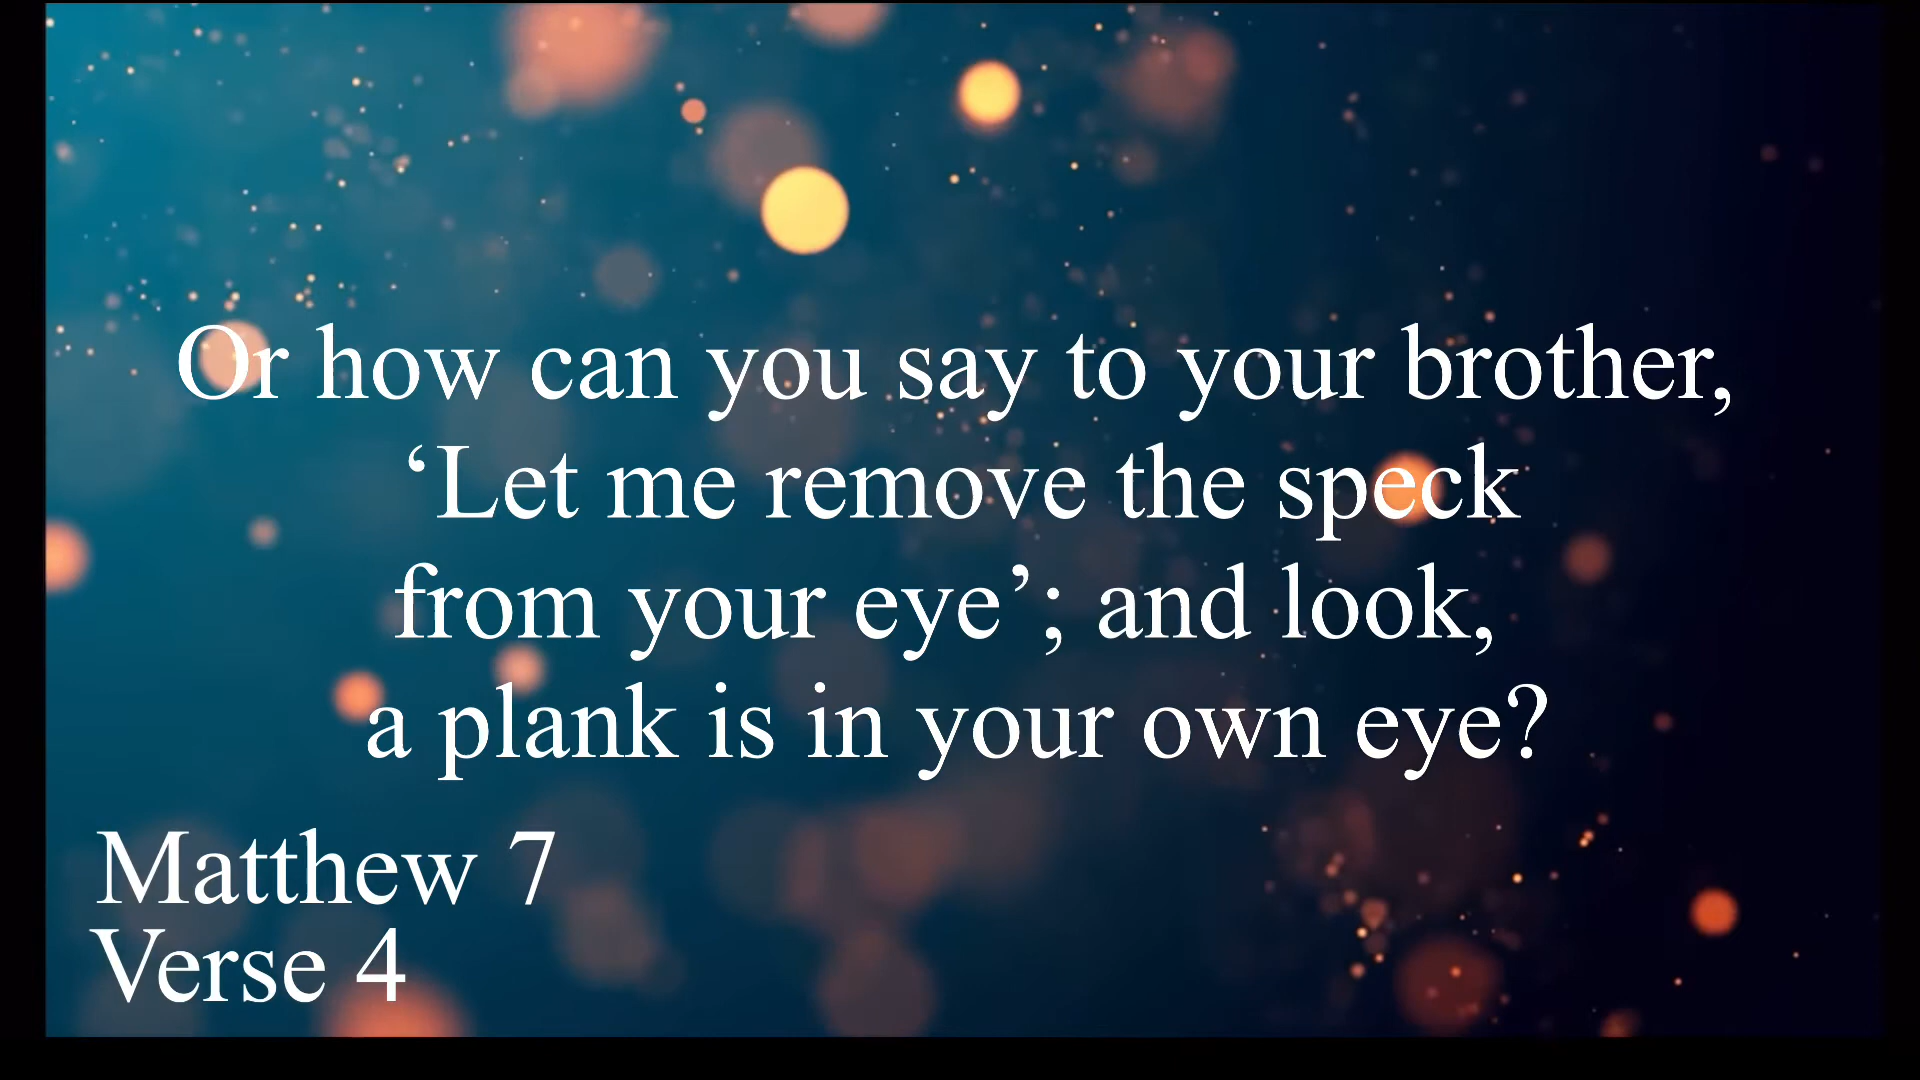 Or how can you say to your brother,
‘Let me remove the speck
from your eye’; and look,
a plank is in your own eye?
Matthew 7
Verse 4